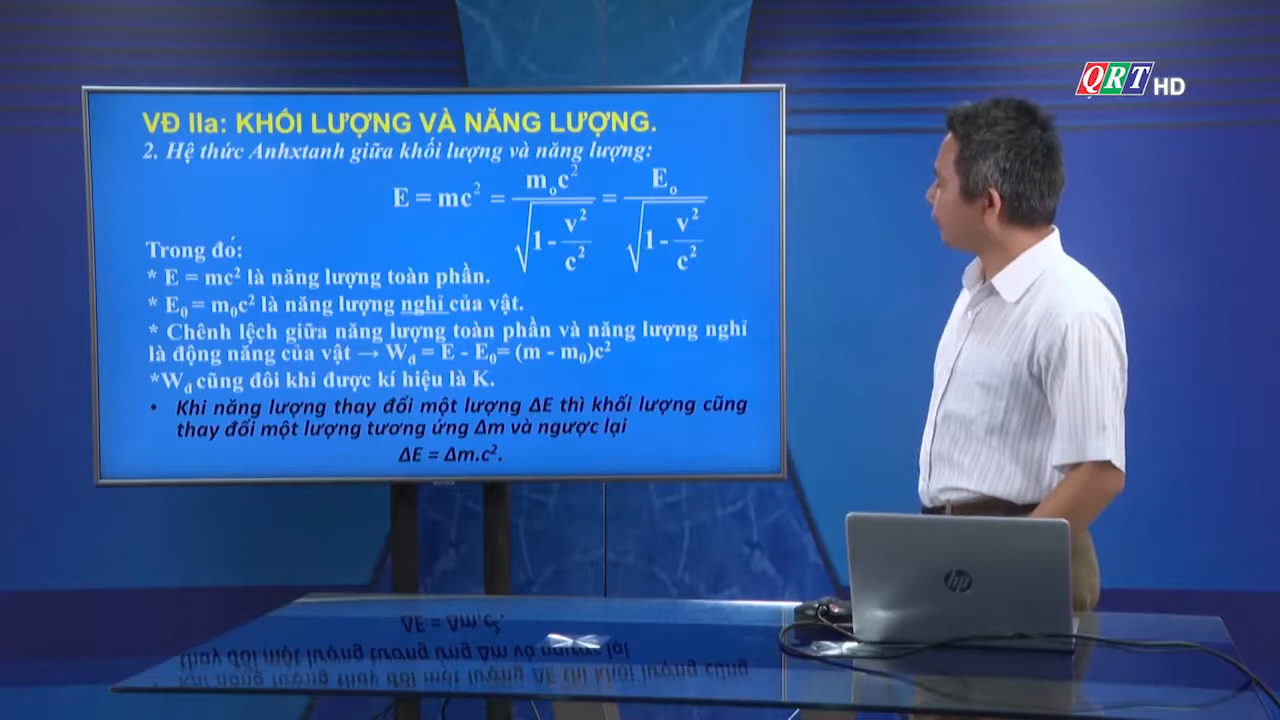 QRT HD
VĐ IIa: KHỐI LƯỢNG VÀ NĂNG LƯỢNG.
2. Hệ thức Anhxtanh giữa khối lượng và năng lượng:
E = mc² = m₀c² / √(1 - v²/c²) = E₀ / √(1 - v²/c²)
Trong đó:
* E = mc² là năng lượng toàn phần.
* E₀ = m₀c² là năng lượng nghỉ của vật.
* Chênh lệch giữa năng lượng toàn phần và năng lượng nghỉ
là động năng của vật → Wđ = E - E₀= (m - m₀)c²
*Wđ cũng đôi khi được kí hiệu là K.
• Khi năng lượng thay đổi một lượng ΔE thì khối lượng cũng
thay đổi một lượng tương ứng Δm và ngược lại
ΔE = Δm.c².
hp